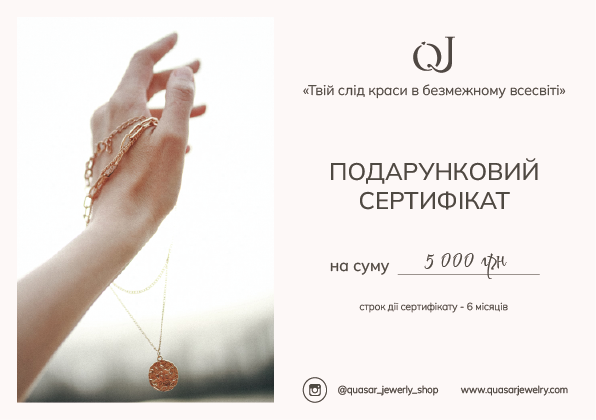 QJ
«Твій слід краси в безмежному всесвіті»
ПОДАРУНКОВИЙ
СЕРТИФІКАТ
на суму 5 000 грн
строк дії сертифікату - 6 місяців
@quasar_jewerly_shop www.quasarjewelry.com